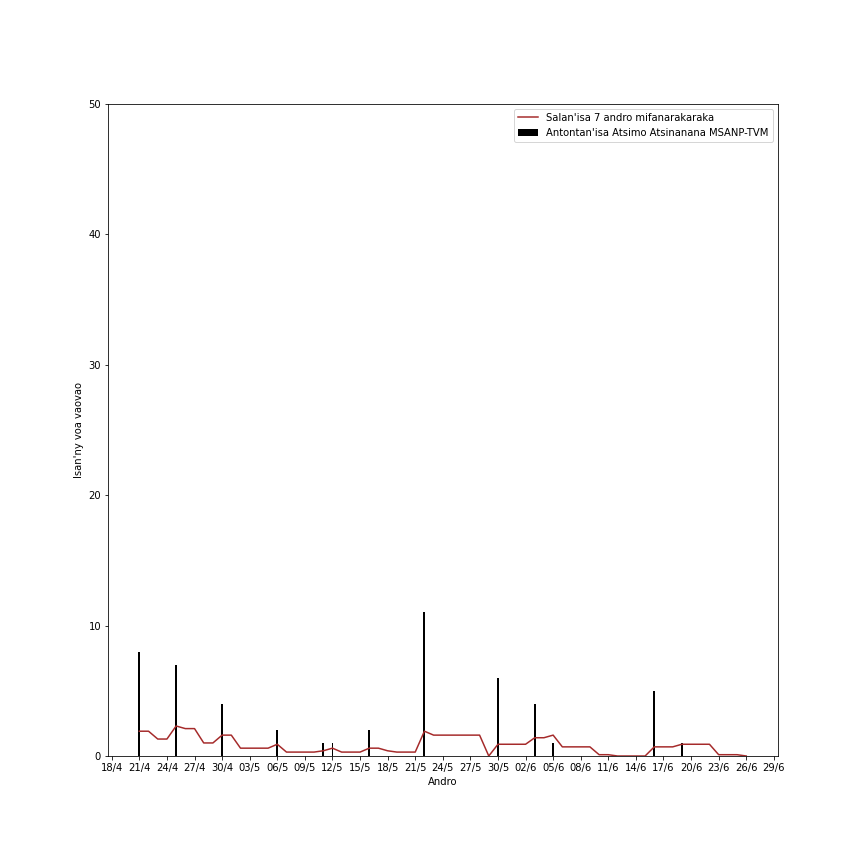 Salan'isa 7 andro mifanarakaraka
Antontan'isa Atsimo Atsinanana MSANP-TVM
50
40
30
20
10
0
Isan'ny voa vaovao
18/4 21/4 24/4 27/4 30/4 03/5 06/5 09/5 12/5 15/5 18/5 21/5 24/5 27/5 30/5 02/6 05/6 08/6 11/6 14/6 17/6 20/6 23/6 26/6 29/6
Andro